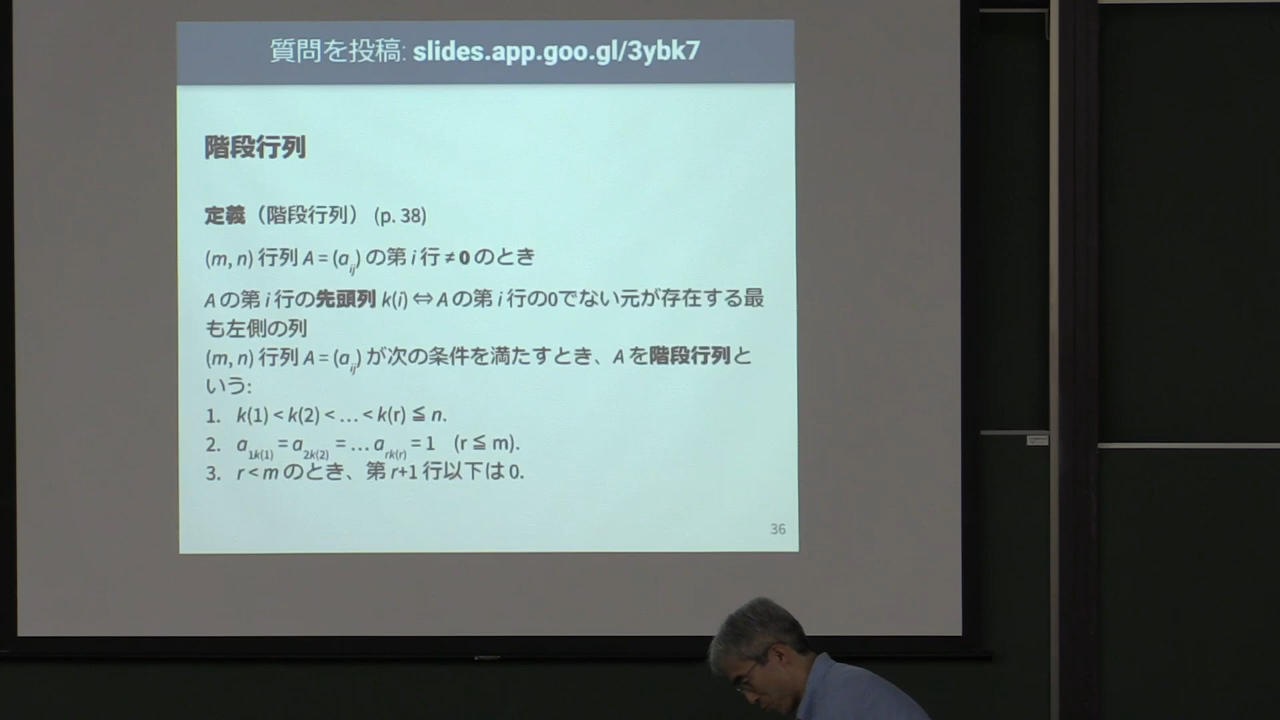 質問を投稿: slides.app.goo.gl/3ybk7
階段行列
定義（階段行列） (p. 38)
(m, n) 行列 A = (aij) の第 i 行 ≠ 0 のとき
A の第 i 行の先頭列 k(i) ⇔ A の第 i 行の0でない元が存在する最
も左側の列
(m, n) 行列 A = (aij) が次の条件を満たすとき、A を階段行列と
いう:
1. k(1) < k(2) < … < k(r) ≦ n.
2. a1k(1) = a2k(2) = … ark(r) = 1 (r ≦ m).
3. r < m のとき、第 r+1 行以下は 0.
36